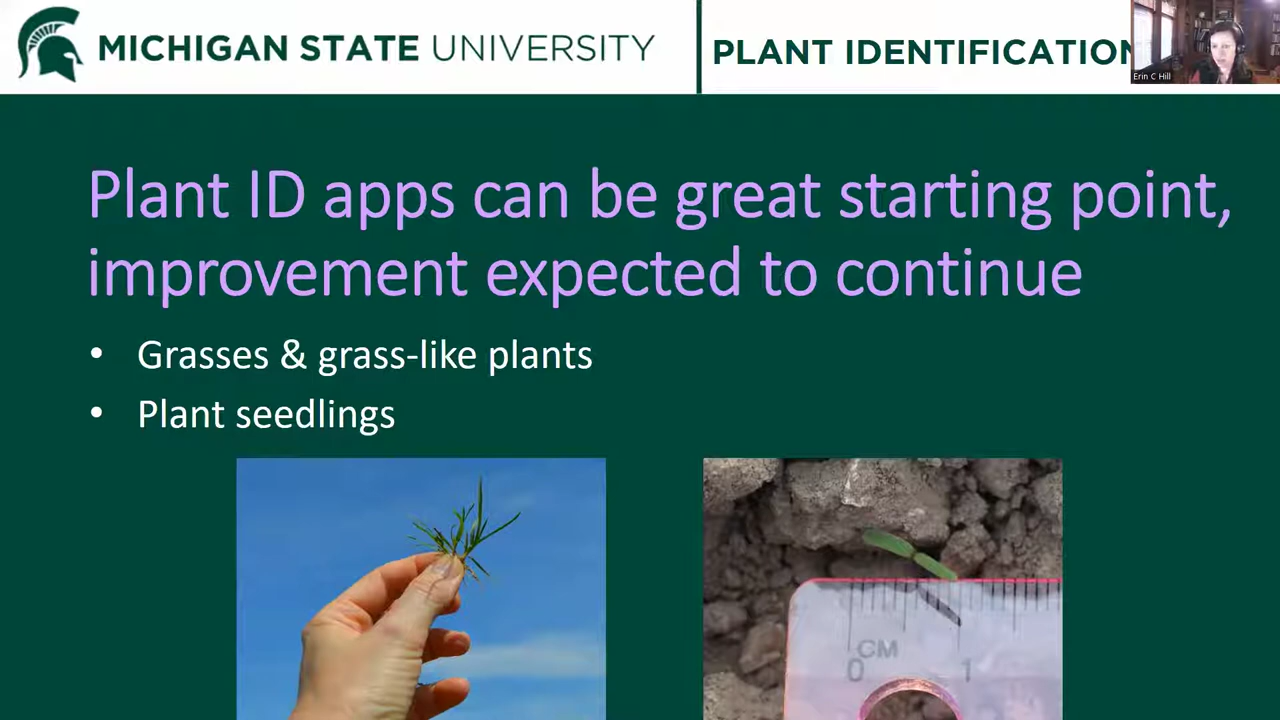 MICHIGAN STATE UNIVERSITY
PLANT IDENTIFICATION
Erin C Hill
Plant ID apps can be great starting point,
improvement expected to continue
• Grasses & grass-like plants
• Plant seedlings
CM
0 1